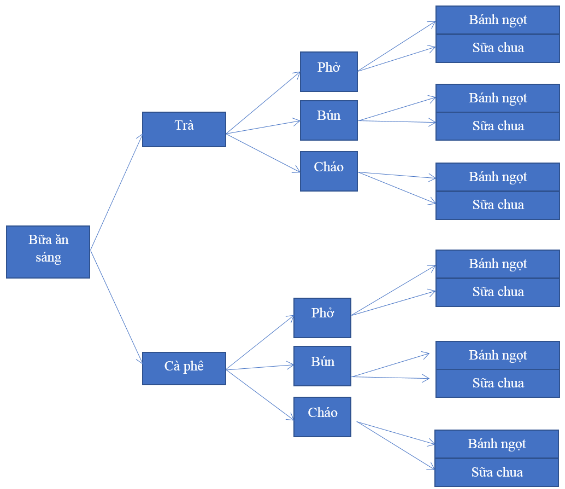 Bữa ăn
sáng
Trà
Phở
Bánh ngọt
Sữa chua
Bún
Bánh ngọt
Sữa chua
Cháo
Bánh ngọt
Sữa chua
Cà phê
Phở
Bánh ngọt
Sữa chua
Bún
Bánh ngọt
Sữa chua
Cháo
Bánh ngọt
Sữa chua